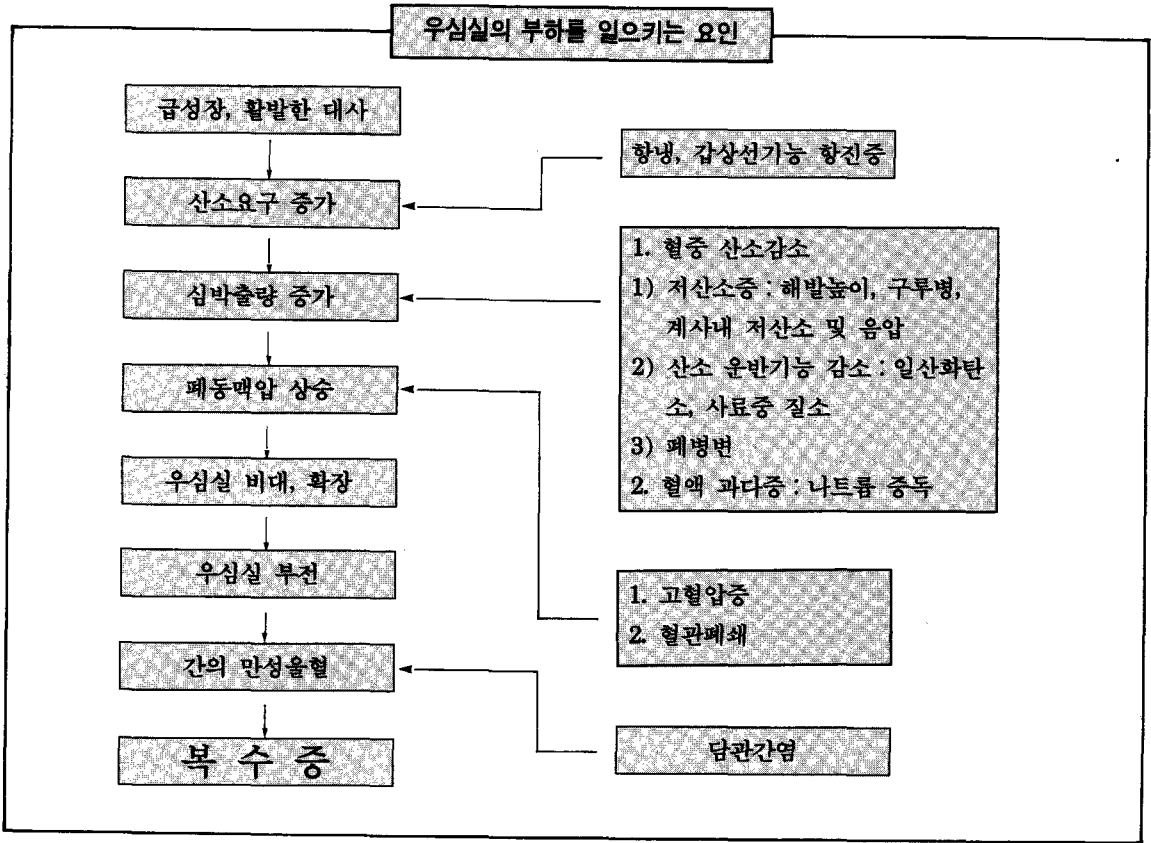 우심실의 부하를 일으키는 요인
급성장, 활발한 대사
산소요구 증가
심박출량 증가
폐동맥압 상승
우심실 비대, 확장
우심실 부전
간의 만성울혈
복 수 증
항냉, 갑상선기능 항진증
1. 혈중 산소감소
1) 저산소증 : 해발높이, 구루병,
계사내 저산소 및 음압
2) 산소 운반기능 감소 : 일산화탄
소, 사료중 질소
3) 폐병변
2. 혈액 과다증 : 나트륨 중독
1. 고혈압증
2. 혈관폐쇄
담관간염